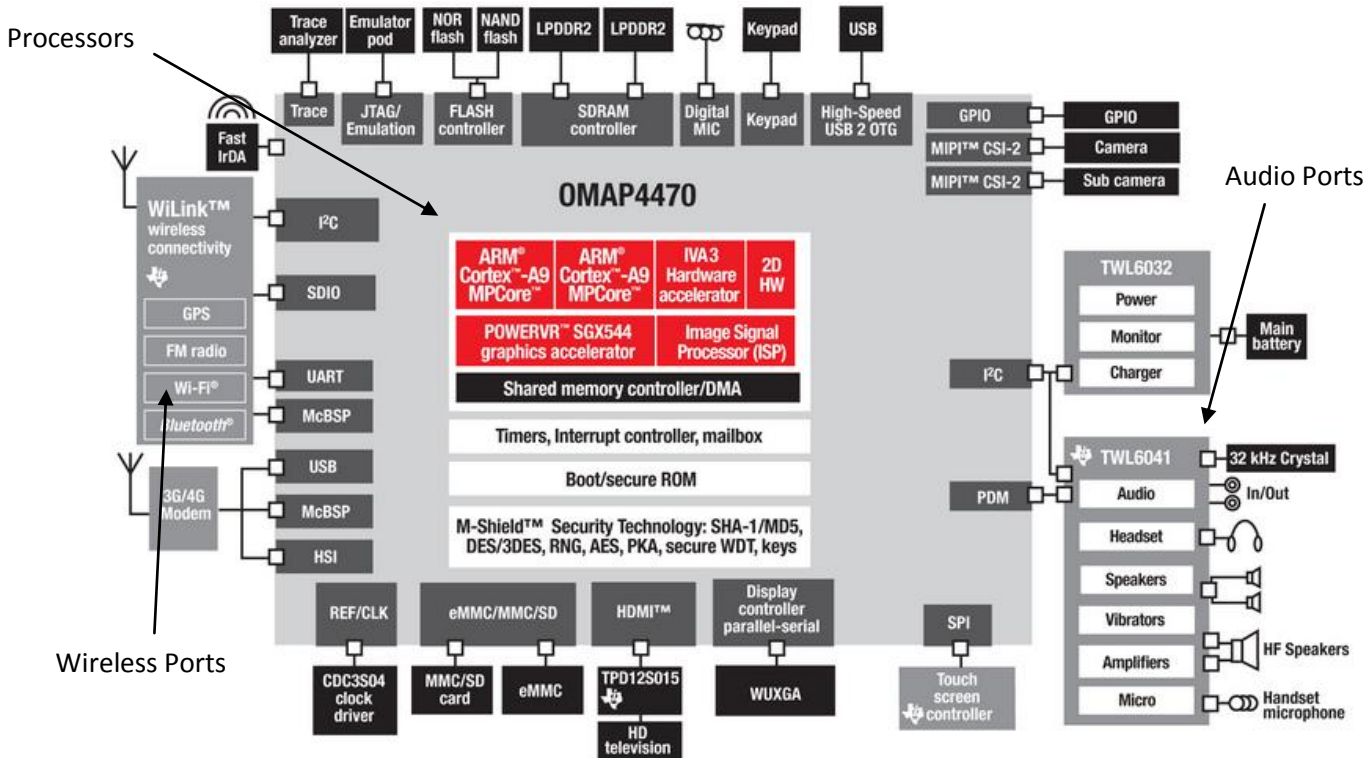 Processors
Trace
analyzer
Emulator
pod
NOR
flash
NAND
flash
LPDDR2
LPDDR2
Keypad
USB
Trace
JTAG/
Emulation
FLASH
controller
SDRAM
controller
Digital
MIC
Keypad
High-Speed
USB 2 OTG
GPIO
GPIO
MIPI™ CSI-2
Camera
MIPI™ CSI-2
Sub camera
Fast
IrDA
Audio Ports
OMAP4470
WiLink™
wireless
connectivity
GPS
FM radio
Wi-Fi®
Bluetooth®
I²C
SDIO
UART
McBSP
USB
McBSP
HSI
3G/4G
Modem
Wireless Ports
ARM®
Cortex™-A9
MPCore™
ARM®
Cortex™-A9
MPCore™
IVA3
Hardware
accelerator
2D
HW
POWERVR™ SGX544
graphics accelerator
Image Signal
Processor (ISP)
Shared memory controller/DMA
Timers, Interrupt controller, mailbox
Boot/secure ROM
M-Shield™ Security Technology: SHA-1/MD5,
DES/3DES, RNG, AES, PKA, secure WDT, keys
I²C
PDM
TWL6032
Power
Monitor
Charger
Main
battery
TWL6041
Audio
Headset
Speakers
Vibrators
Amplifiers
Micro
32 kHz Crystal
In/Out
HF Speakers
Handset
microphone
REF/CLK
eMMC/MMC/SD
HDMI™
Display
controller
parallel-serial
SPI
CDC3S04
clock
driver
MMC/SD
card
eMMC
TPD12S015
HD
television
WUXGA
Touch
screen
controller